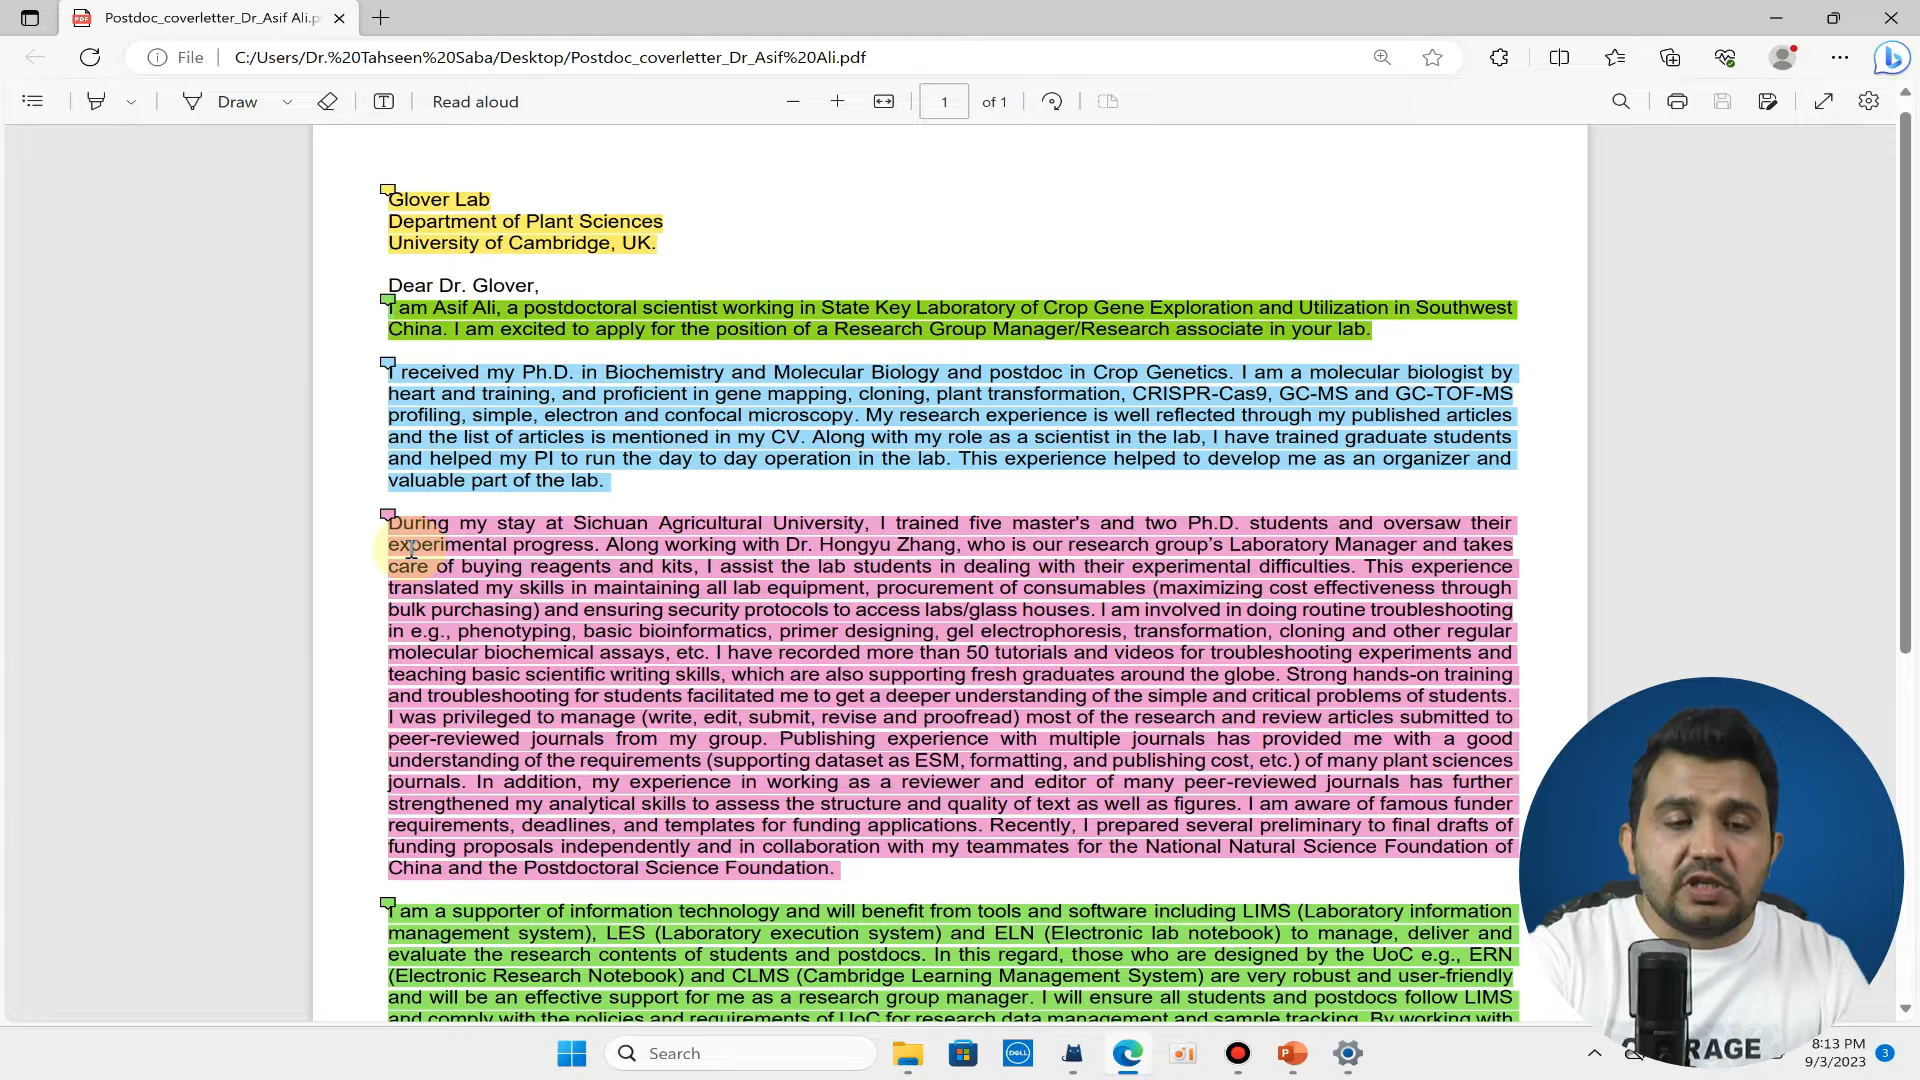 Postdoc_coverletter_Dr_Asif Ali.p
File
C:/Users/Dr.%20Tahseen%20Saba/Desktop/Postdoc_coverletter_Dr_Asif%20Ali.pdf
Draw
Read aloud
1
of 1
Glover Lab
Department of Plant Sciences
University of Cambridge, UK.
Dear Dr. Glover,
I am Asif Ali, a postdoctoral scientist working in State Key Laboratory of Crop Gene Exploration and Utilization in Southwest
China. I am excited to apply for the position of a Research Group Manager/Research associate in your lab.
I received my Ph.D. in Biochemistry and Molecular Biology and postdoc in Crop Genetics. I am a molecular biologist by
heart and training, and proficient in gene mapping, cloning, plant transformation, CRISPR-Cas9, GC-MS and GC-TOF-MS
profiling, simple, electron and confocal microscopy. My research experience is well reflected through my published articles
and the list of articles is mentioned in my CV. Along with my role as a scientist in the lab, I have trained graduate students
and helped my PI to run the day to day operation in the lab. This experience helped to develop me as an organizer and
valuable part of the lab.
During my stay at Sichuan Agricultural University, I trained five master's and two Ph.D. students and oversaw their
experimental progress. Along working with Dr. Hongyu Zhang, who is our research group's Laboratory Manager and takes
care of buying reagents and kits, I assist the lab students in dealing with their experimental difficulties. This experience
translated my skills in maintaining all lab equipment, procurement of consumables (maximizing cost effectiveness through
bulk purchasing) and ensuring security protocols to access labs/glass houses. I am involved in doing routine troubleshooting
in e.g., phenotyping, basic bioinformatics, primer designing, gel electrophoresis, transformation, cloning and other regular
molecular biochemical assays, etc. I have recorded more than 50 tutorials and videos for troubleshooting experiments and
teaching basic scientific writing skills, which are also supporting fresh graduates around the globe. Strong hands-on training
and troubleshooting for students facilitated me to get a deeper understanding of the simple and critical problems of students.
I was privileged to manage (write, edit, submit, revise and proofread) most of the research and review articles submitted to
peer-reviewed journals from my group. Publishing experience with multiple journals has provided me with a good
understanding of the requirements (supporting dataset as ESM, formatting, and publishing cost, etc.) of many plant sciences
journals. In addition, my experience in working as a reviewer and editor of many peer-reviewed journals has further
strengthened my analytical skills to assess the structure and quality of text as well as figures. I am aware of famous funder
requirements, deadlines, and templates for funding applications. Recently, I prepared several preliminary to final drafts of
funding proposals independently and in collaboration with my teammates for the National Natural Science Foundation of
China and the Postdoctoral Science Foundation.
I am a supporter of information technology and will benefit from tools and software including LIMS (Laboratory information
management system), LES (Laboratory execution system) and ELN (Electronic lab notebook) to manage, deliver and
evaluate the research contents of students and postdocs. In this regard, those who are designed by the UoC e.g., ERN
(Electronic Research Notebook) and CLMS (Cambridge Learning Management System) are very robust and user-friendly
and will be an effective support for me as a research group manager. I will ensure all students and postdocs follow LIMS
and comply with the policies and requirements of UoC for research data management and sample tracking. By working with
Search
DELL
RAGE
8:13 PM
9/3/2023
3